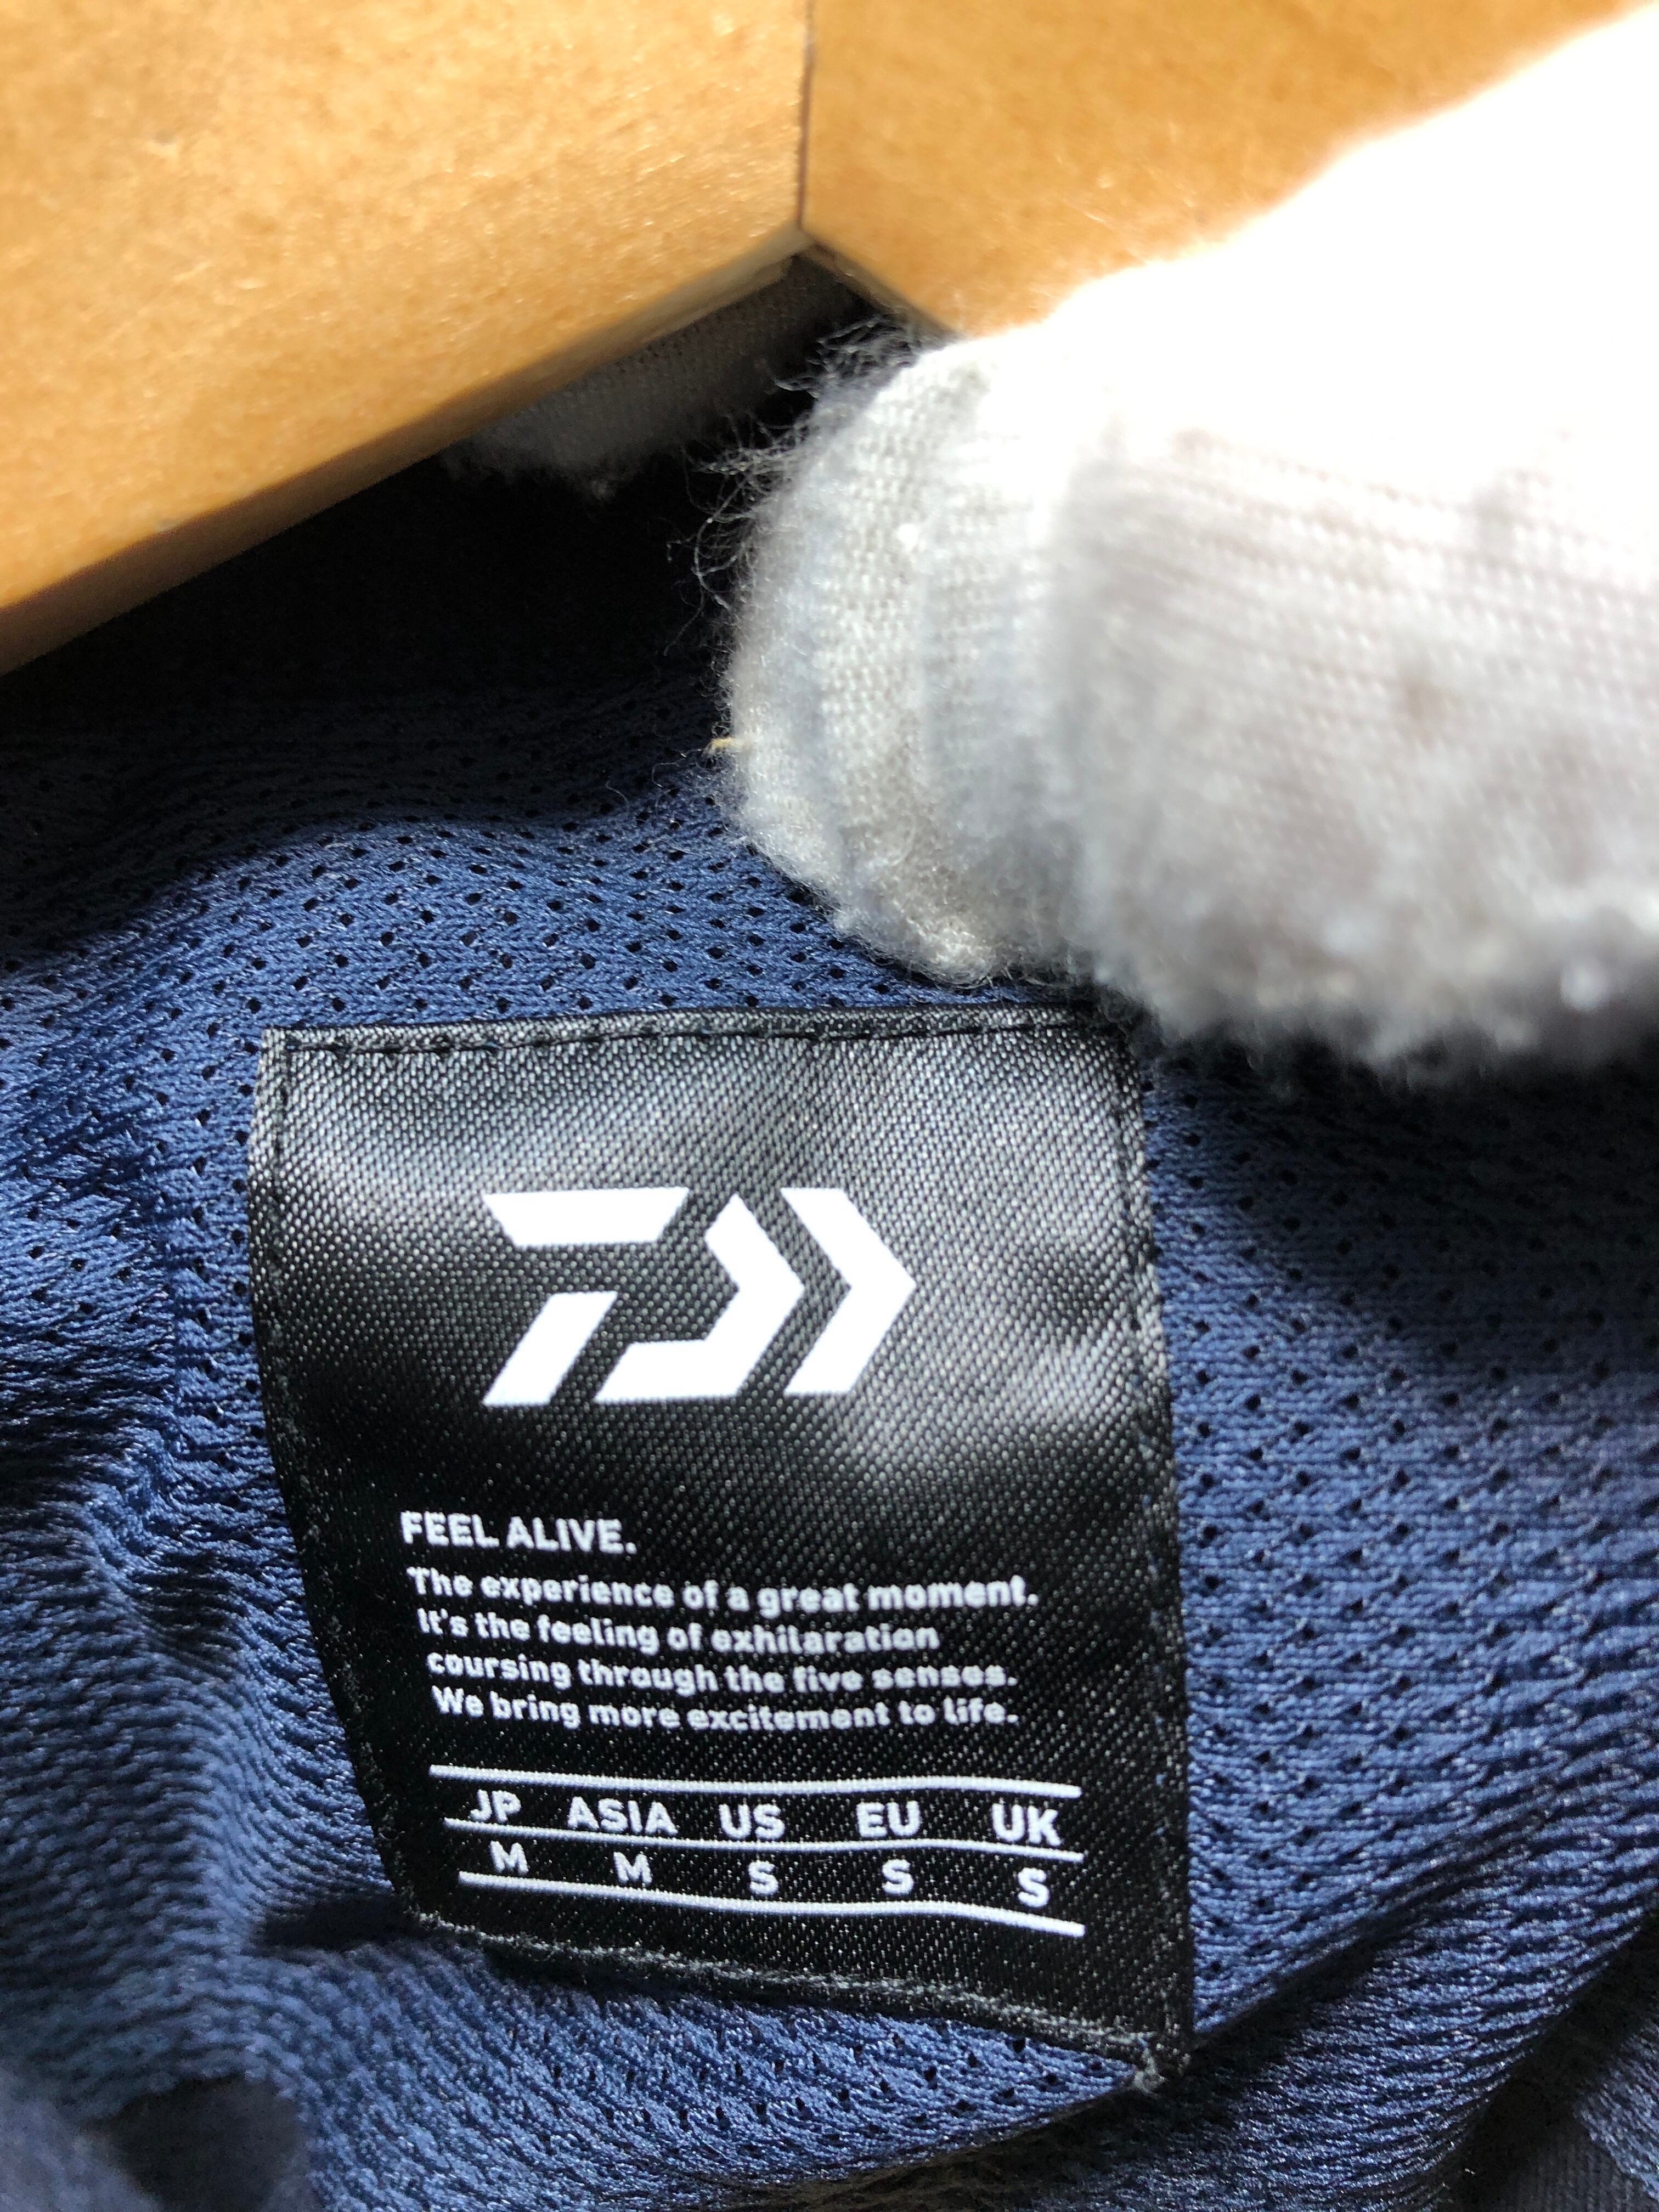 FEEL ALIVE.
The experience of a great moment.
It's the feeling of exhilaration
coursing through the five senses.
We bring more excitement to life.
JP ASIA US EU UK
M M S S S